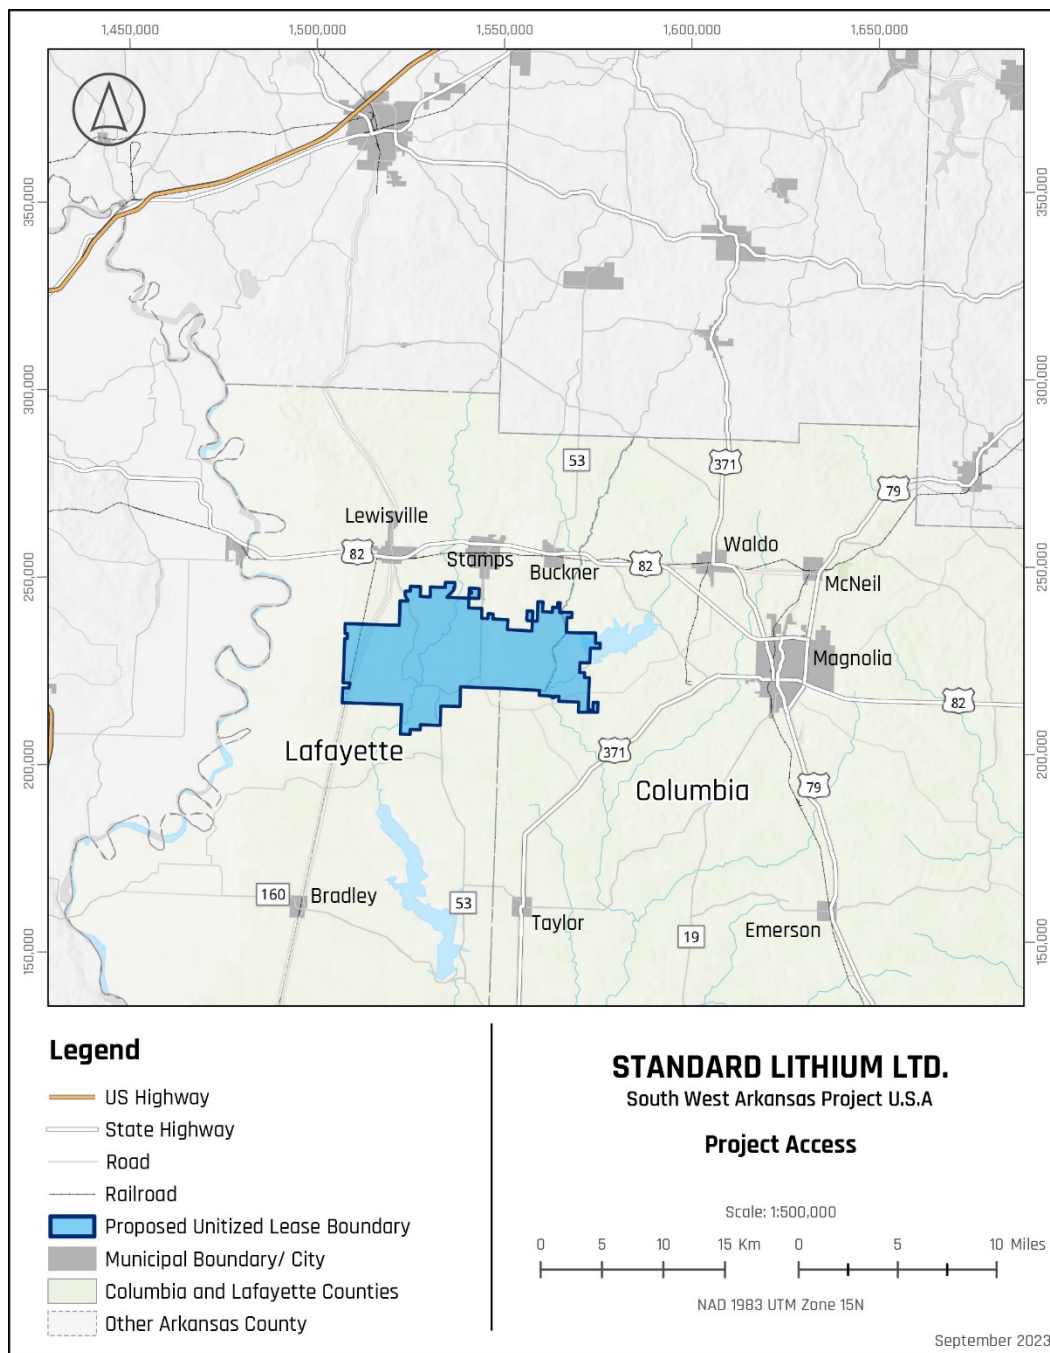 1,450,000
1,500,000
1,550,000
1,600,000
1,650,000
350,000
350,000
300,000
300,000
53
371
79
Lewisville
Waldo
82
Stamps
Buckner
82
McNeil
250,000
250,000
Magnolia
82
Lafayette
371
Columbia
79
200,000
200,000
160
Bradley
53
Taylor
19
Emerson
150,000
150,000
Legend
US Highway
State Highway
Road
Railroad
Proposed Unitized Lease Boundary
Municipal Boundary/ City
Columbia and Lafayette Counties
Other Arkansas County
STANDARD LITHIUM LTD.
South West Arkansas Project U.S.A
Project Access
Scale: 1:500,000
0 5 10 15 Km
0 5 10 Miles
NAD 1983 UTM Zone 15N
September 2023